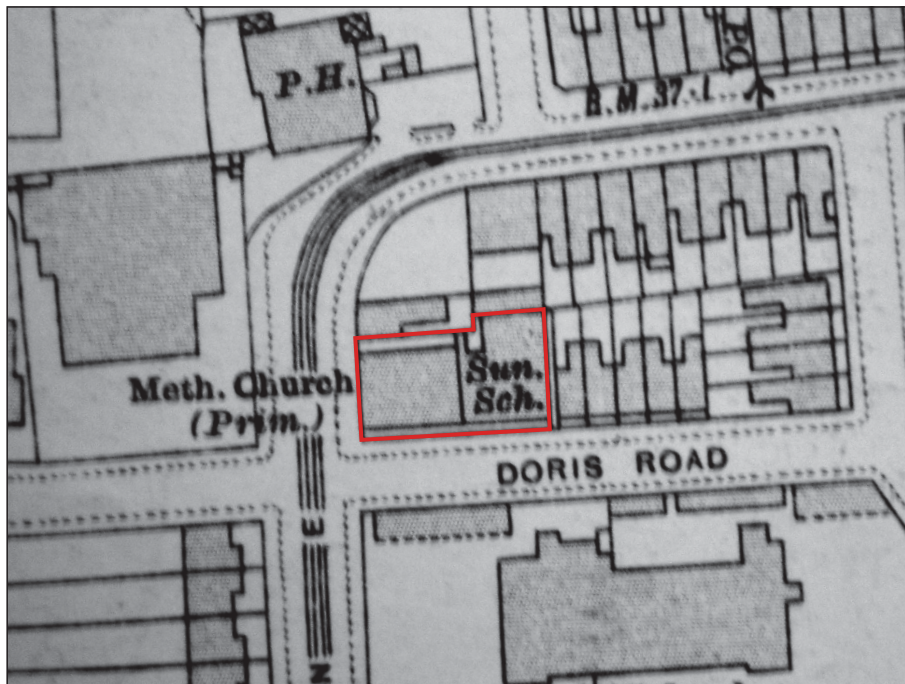 P.H.
P.O.
B.M. 37.1
Meth. Church
(Prim.)
Sun.
Sch.
DORIS ROAD
E
N